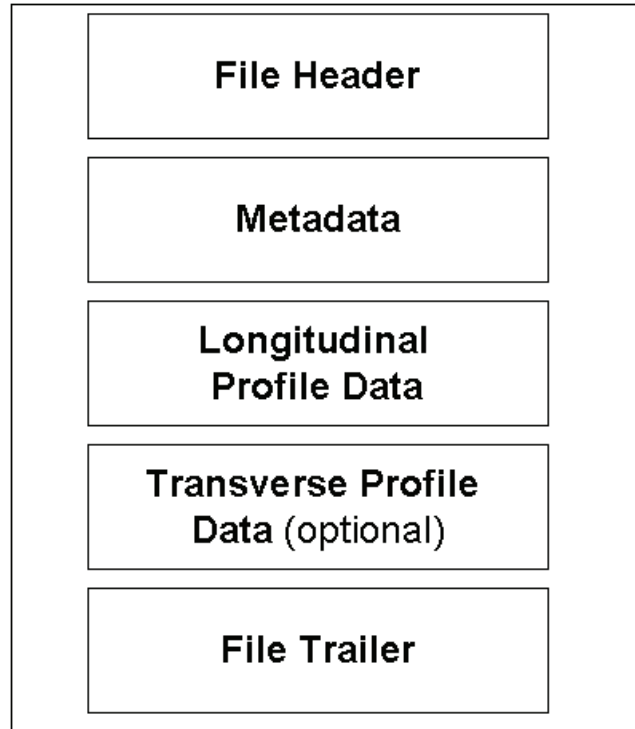 File Header
Metadata
Longitudinal
Profile Data
Transverse Profile
Data (optional)
File Trailer